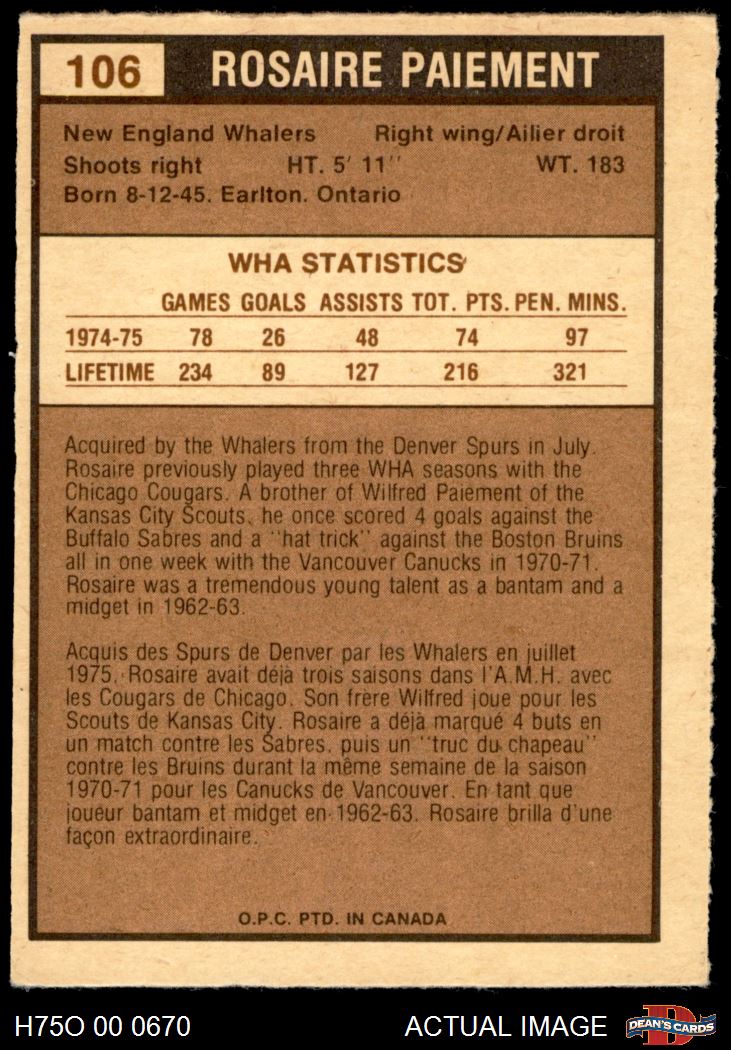 106 ROSAIRE PAIEMENT
New England Whalers Right wing/Ailier droit
Shoots right HT. 5' 11'' WT. 183
Born 8-12-45. Earlton. Ontario
WHA STATISTICS
GAMES GOALS ASSISTS TOT. PTS. PEN. MINS.
1974-75 78 26 48 74 97
LIFETIME 234 89 127 216 321
Acquired by the Whalers from the Denver Spurs in July.
Rosaire previously played three WHA seasons with the
Chicago Cougars. A brother of Wilfred Paiement of the
Kansas City Scouts, he once scored 4 goals against the
Buffalo Sabres and a "hat trick" against the Boston Bruins
all in one week with the Vancouver Canucks in 1970-71.
Rosaire was a tremendous young talent as a bantam and a
midget in 1962-63.
Acquis des Spurs de Denver par les Whalers en juillet
1975, Rosaire avait déjà trois saisons dans l'A.M.H. avec
les Cougars de Chicago. Son frère Wilfred joue pour les
Scouts de Kansas City. Rosaire a déjà marqué 4 buts en
un match contre les Sabres, puis un "truc du chapeau"
contre les Bruins durant la même semaine de la saison
1970-71 pour les Canucks de Vancouver. En tant que
joueur bantam et midget en 1962-63. Rosaire brilla d'une
façon extraordinaire.
O.P.C. PTD. IN CANADA
H75O 00 0670 ACTUAL IMAGE DEAN'S CARDS